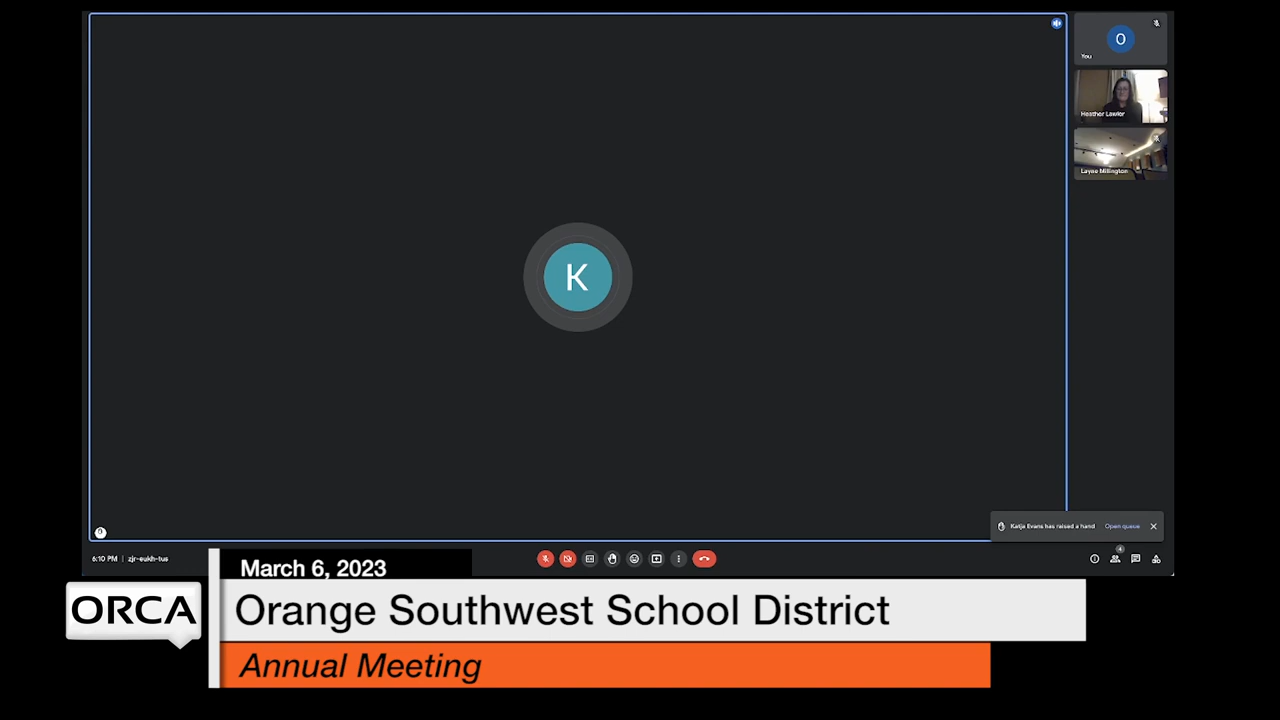 O
You
Heather Lawler
Layne Millington
K
Katja Evans has raised a hand
Open queue
6:10 PM | zjr-eukh-tus
4
March 6, 2023
ORCA
Orange Southwest School District
Annual Meeting